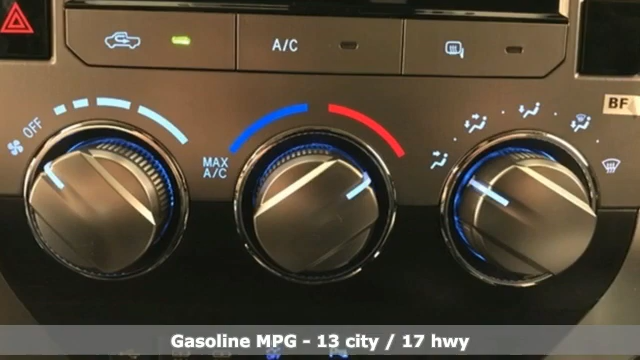 A/C
BF
OFF
MAX
A/C
Gasoline MPG - 13 city / 17 hwy